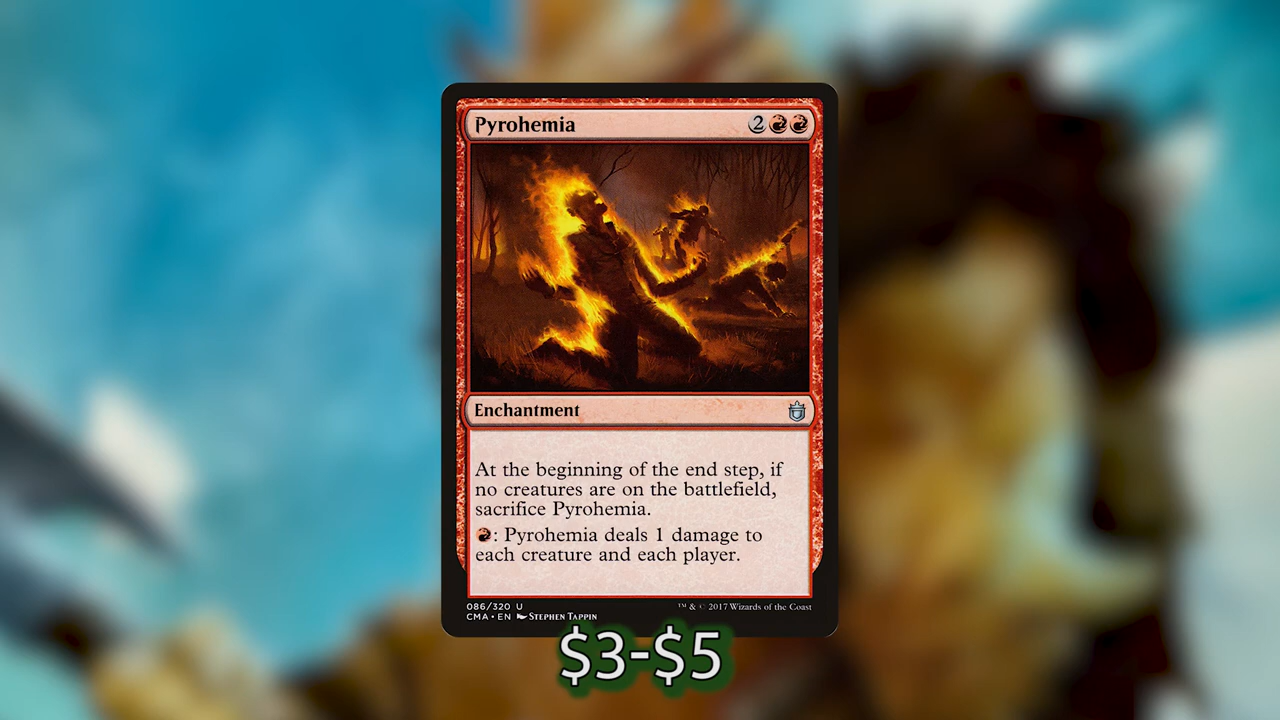 Pyrohemia 2
Enchantment
At the beginning of the end step, if
no creatures are on the battlefield,
sacrifice Pyrohemia.
: Pyrohemia deals 1 damage to
each creature and each player.
086/320 U
™ & © 2017 Wizards of the Coast
CMA • EN Stephen Tappin
$3-$5